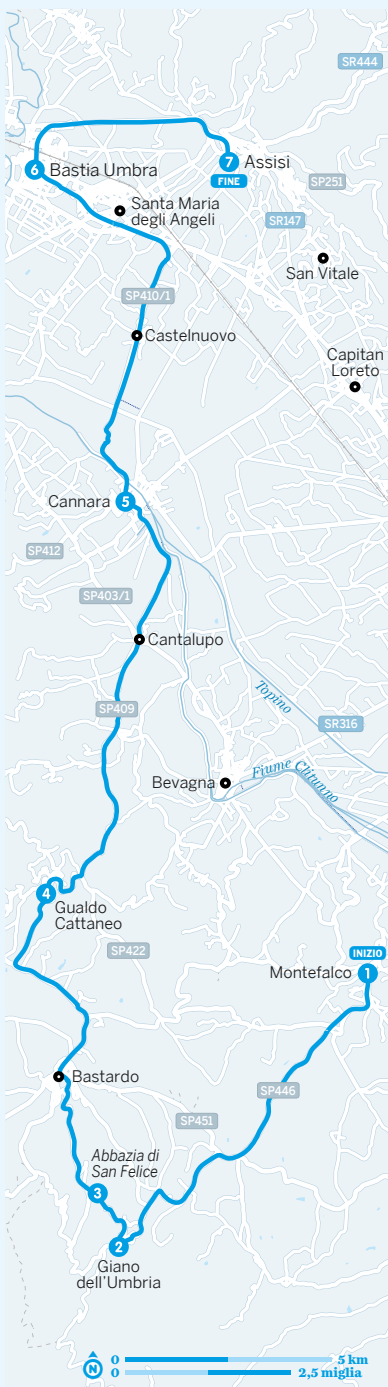 SR444
7 Assisi
6 Bastia Umbra
FINE
SP251
Santa Maria
degli Angeli
SR147
San Vitale
SP410/1
Castelnuovo
Capitan
Loreto
Cannara 5
SP412
SP403/1
Cantalupo
Topino
SP409
SR316
Fiume Clitunno
Bevagna
4
Gualdo
Cattaneo
SP422
INIZIO
Montefalco 1
Bastardo
SP446
SP451
Abbazia di
San Felice
3
2
Giano
dell'Umbria
N
0 5 km
0 2,5 miglia